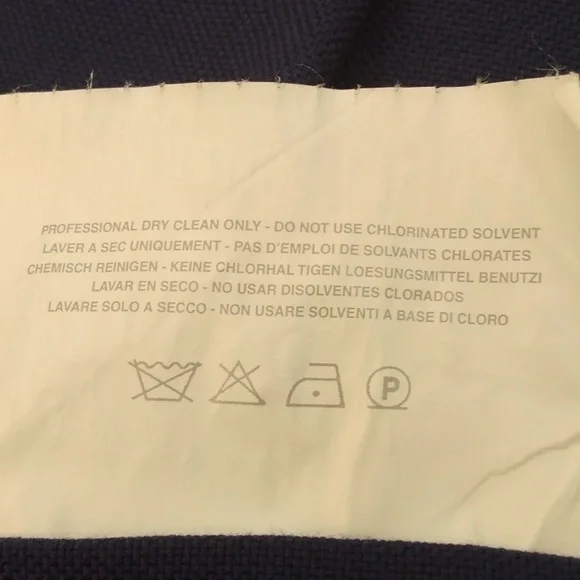 PROFESSIONAL DRY CLEAN ONLY - DO NOT USE CHLORINATED SOLVENT
LAVER A SEC UNIQUEMENT - PAS D'EMPLOI DE SOLVANTS CHLORATES
CHEMISCH REINIGEN - KEINE CHLORHAL TIGEN LOESUNGSMITTEL BENUTZI
LAVAR EN SECO - NO USAR DISOLVENTES CLORADOS
LAVARE SOLO A SECCO - NON USARE SOLVENTI A BASE DI CLORO
P